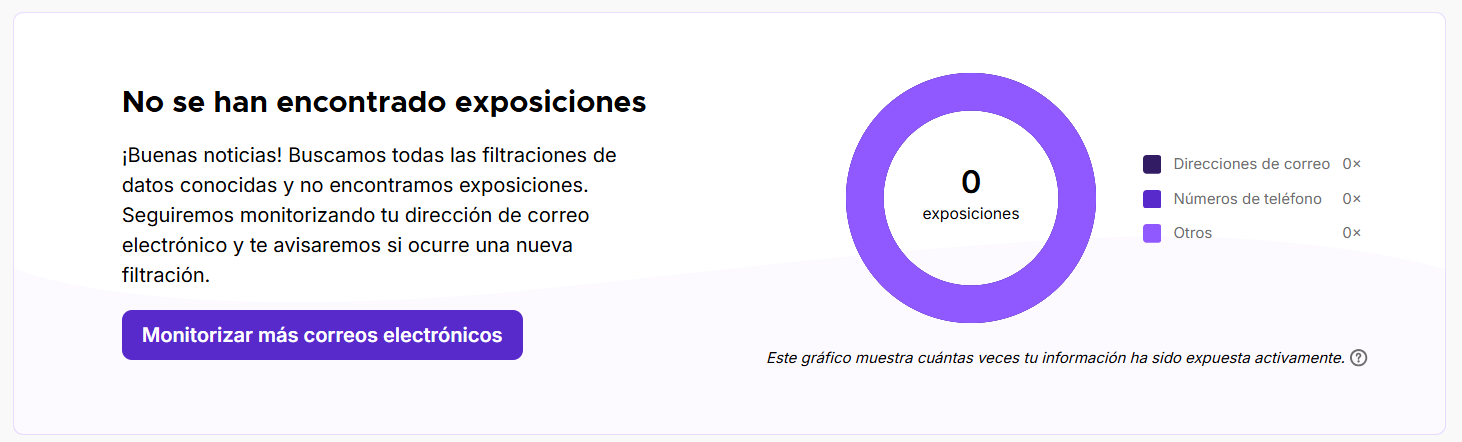 No se han encontrado exposiciones
¡Buenas noticias! Buscamos todas las filtraciones de
datos conocidas y no encontramos exposiciones.
Seguiremos monitorizando tu dirección de correo
electrónico y te avisaremos si ocurre una nueva
filtración.
Monitorizar más correos electrónicos
0
exposiciones
Direcciones de correo 0×
Números de teléfono 0×
Otros 0×
Este gráfico muestra cuántas veces tu información ha sido expuesta activamente. ?